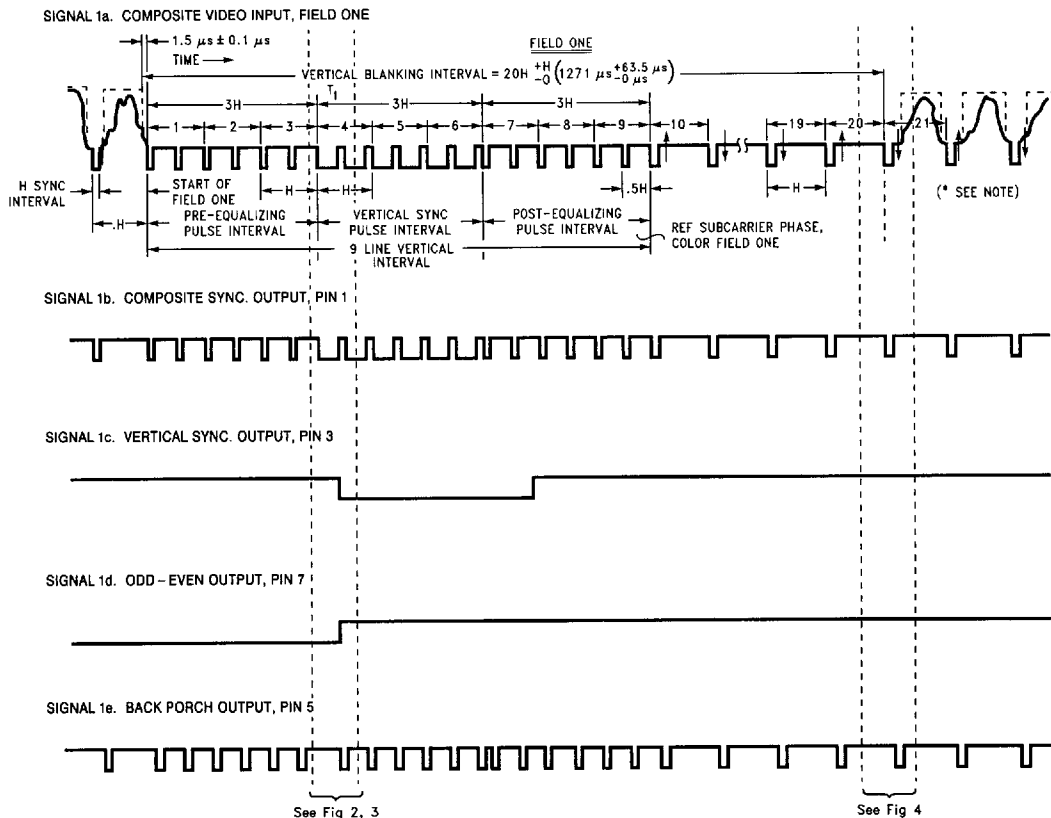 SIGNAL 1a. COMPOSITE VIDEO INPUT, FIELD ONE
1.5 µs ± 0.1 µs
TIME
FIELD ONE
VERTICAL BLANKING INTERVAL = 20H +H -0 (1271 µs +63.5 µs -0 µs)
T1
3H 3H 3H
1 2 3 4 5 6 7 8 9 10 19 20 21
H SYNC INTERVAL
.H
START OF FIELD ONE
H H .5H H
(* SEE NOTE)
PRE-EQUALIZING PULSE INTERVAL
VERTICAL SYNC PULSE INTERVAL
POST-EQUALIZING PULSE INTERVAL
REF SUBCARRIER PHASE, COLOR FIELD ONE
9 LINE VERTICAL INTERVAL
SIGNAL 1b. COMPOSITE SYNC. OUTPUT, PIN 1
SIGNAL 1c. VERTICAL SYNC. OUTPUT, PIN 3
SIGNAL 1d. ODD–EVEN OUTPUT, PIN 7
SIGNAL 1e. BACK PORCH OUTPUT, PIN 5
See Fig 2, 3
See Fig 4